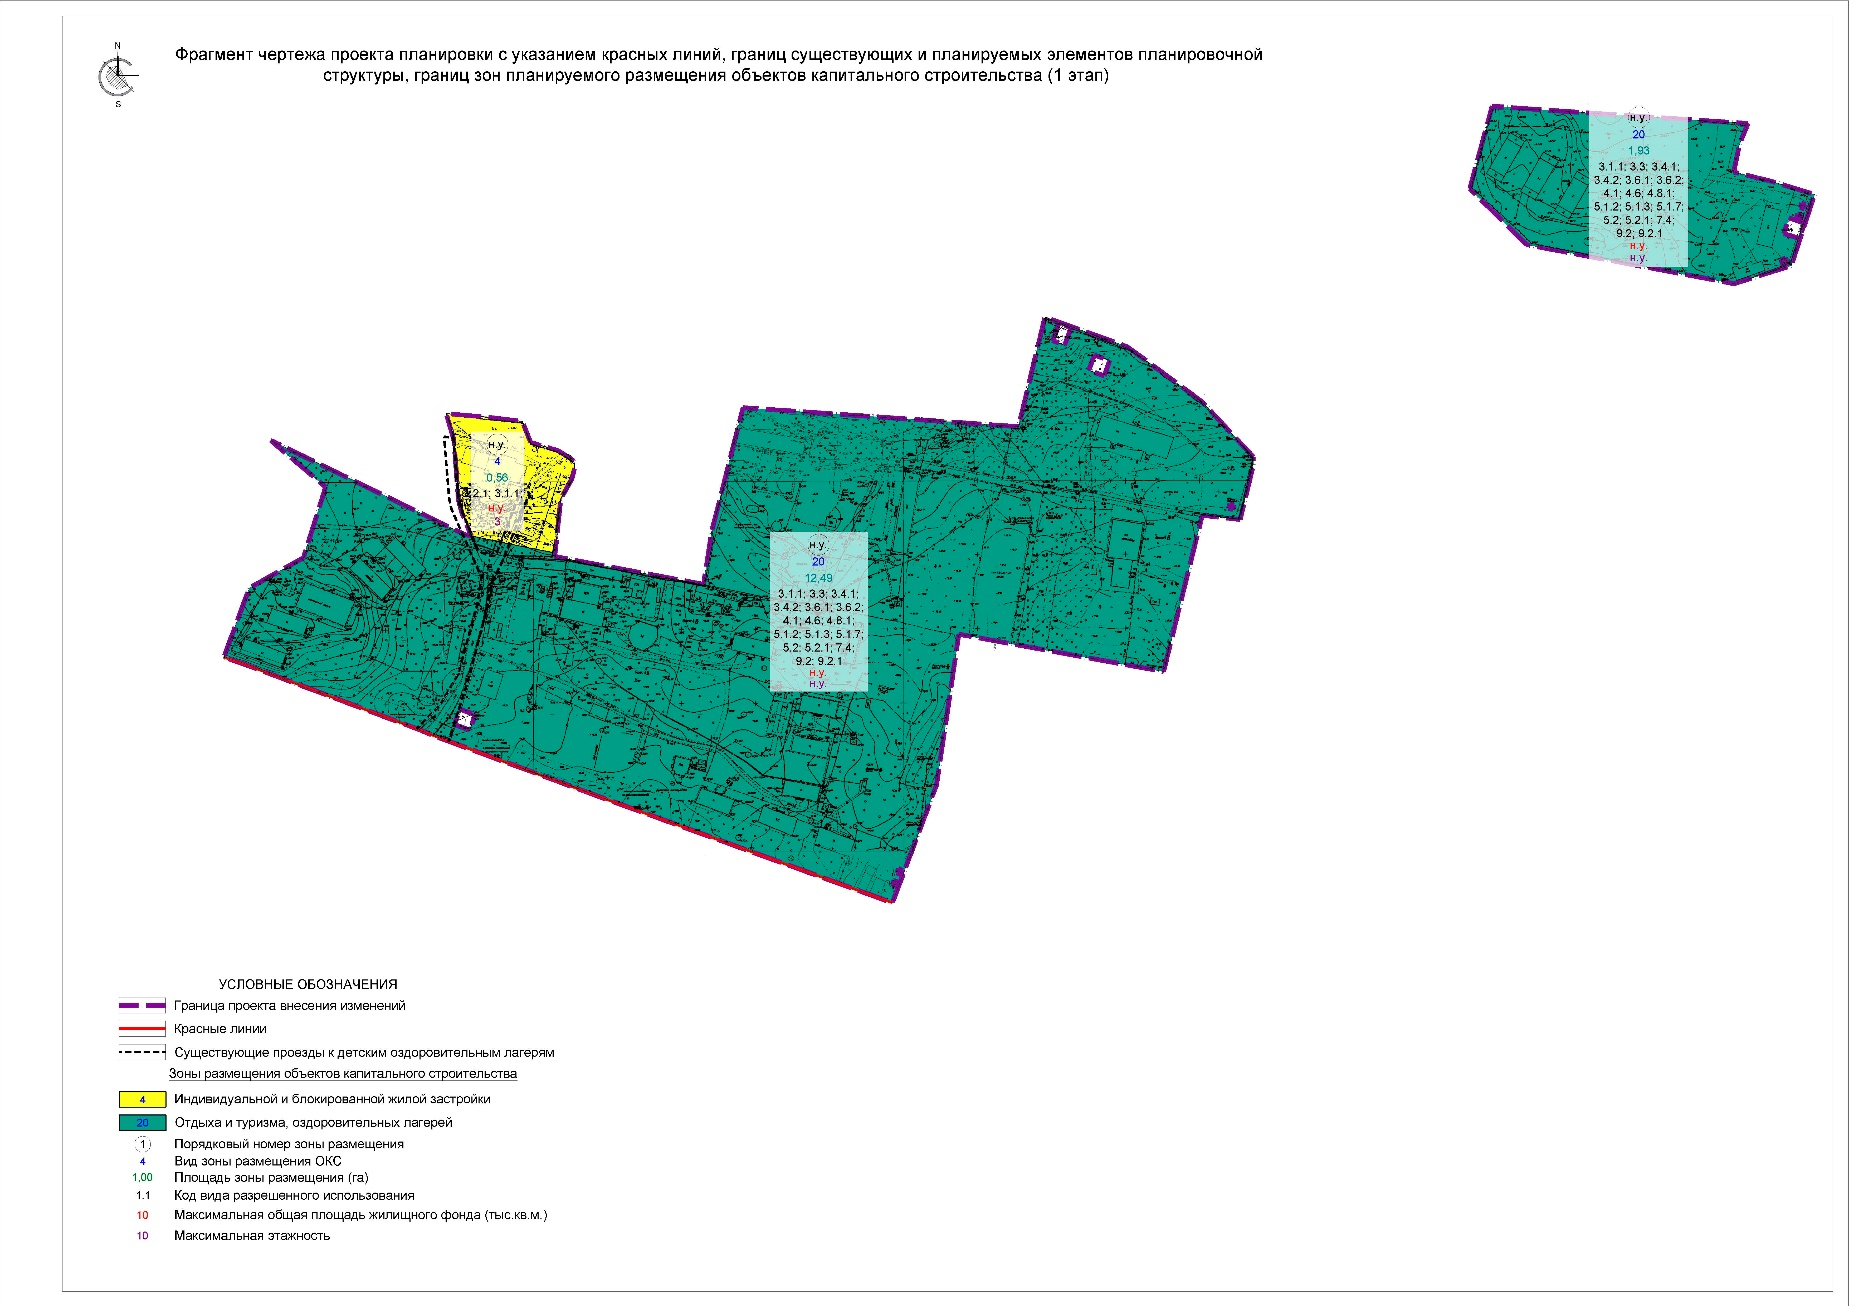 N
S
Фрагмент чертежа проекта планировки с указанием красных линий, границ существующих и планируемых элементов планировочной
структуры, границ зон планируемого размещения объектов капитального строительства (1 этап)
н.у.
20
1,93
3.1.1; 3.3; 3.4.1;
3.4.2; 3.6.1; 3.6.2;
4.1; 4.6; 4.8.1;
5.1.2; 5.1.3; 5.1.7;
5.2; 5.2.1; 7.4;
9.2; 9.2.1
н.у.
н.у.
н.у.
4
0,56
2.1; 3.1.1;
н.у.
3
н.у.
20
12,49
3.1.1; 3.3; 3.4.1;
3.4.2; 3.6.1; 3.6.2;
4.1; 4.6; 4.8.1;
5.1.2; 5.1.3; 5.1.7;
5.2; 5.2.1; 7.4;
9.2; 9.2.1
н.у.
н.у.
УСЛОВНЫЕ ОБОЗНАЧЕНИЯ
Граница проекта внесения изменений
Красные линии
Существующие проезды к детским оздоровительным лагерям
Зоны размещения объектов капитального строительства
4 Индивидуальной и блокированной жилой застройки
20 Отдыха и туризма, оздоровительных лагерей
1 Порядковый номер зоны размещения
4 Вид зоны размещения ОКС
1,00 Площадь зоны размещения (га)
1.1 Код вида разрешенного использования
10 Максимальная общая площадь жилищного фонда (тыс.кв.м.)
10 Максимальная этажность